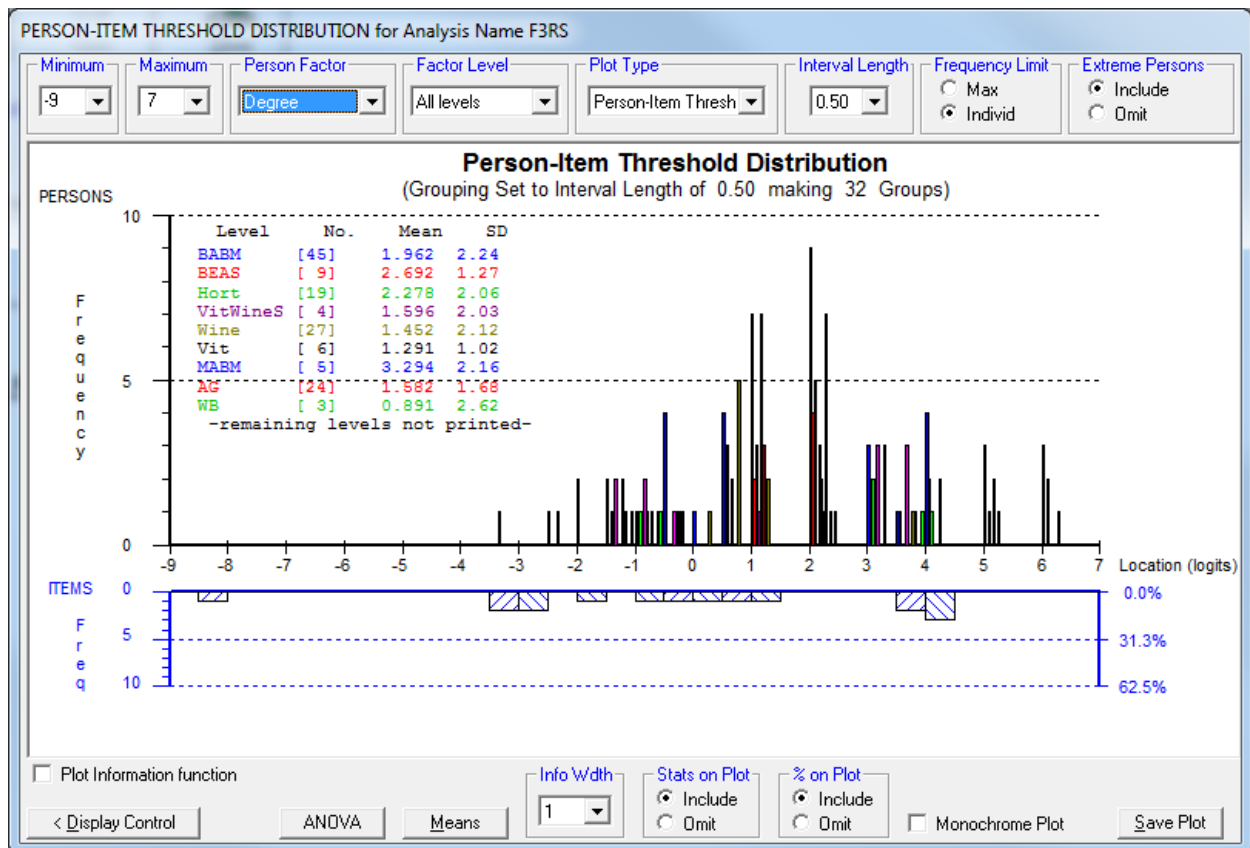 PERSON-ITEM THRESHOLD DISTRIBUTION for Analysis Name F3RS
Minimum Maximum Person Factor Factor Level Plot Type Interval Length Frequency Limit Extreme Persons
-9 7 Degree All levels Person-Item Thresh 0.50 Max Include
Individ Omit
Person-Item Threshold Distribution
(Grouping Set to Interval Length of 0.50 making 32 Groups)
PERSONS
10
Level No. Mean SD
BABM [45] 1.962 2.24
BEAS [ 9] 2.692 1.27
Hort [19] 2.278 2.06
VitWineS [ 4] 1.596 2.03
Wine [27] 1.452 2.12
Vit [ 6] 1.291 1.02
MABM [ 5] 3.294 2.16
AG [24] 1.582 1.68
WB [ 3] 0.891 2.62
-remaining levels not printed-
Frequency
5
0
-9 -8 -7 -6 -5 -4 -3 -2 -1 0 1 2 3 4 5 6 7 Location (logits)
ITEMS 0 0.0%
Freq
5 31.3%
10 62.5%
Plot Information function
Info Wdth Stats on Plot % on Plot
1 Include Include
Omit Omit
Monochrome Plot
< Display Control ANOVA Means Save Plot